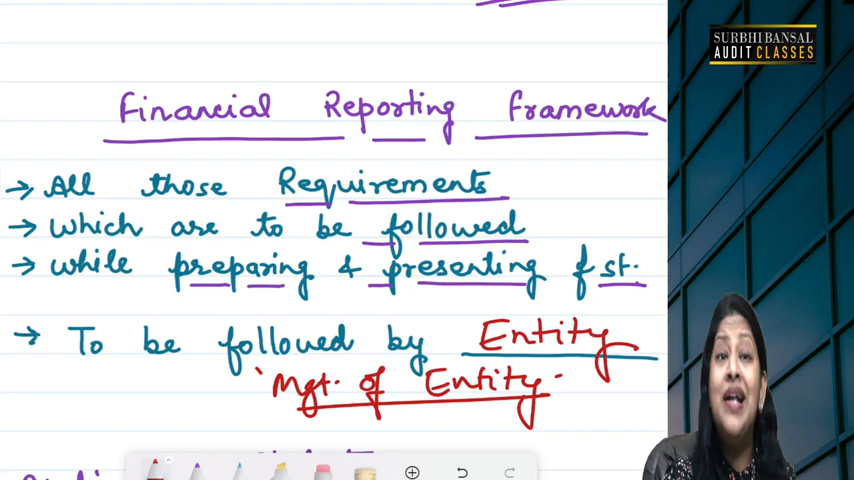 SURBHI BANSAL
AUDIT CLASSES
Financial Reporting framework
→ All those Requirements
→ which are to be followed
→ while preparing & presenting f st.
→ To be followed by Entity
Mgt. of Entity